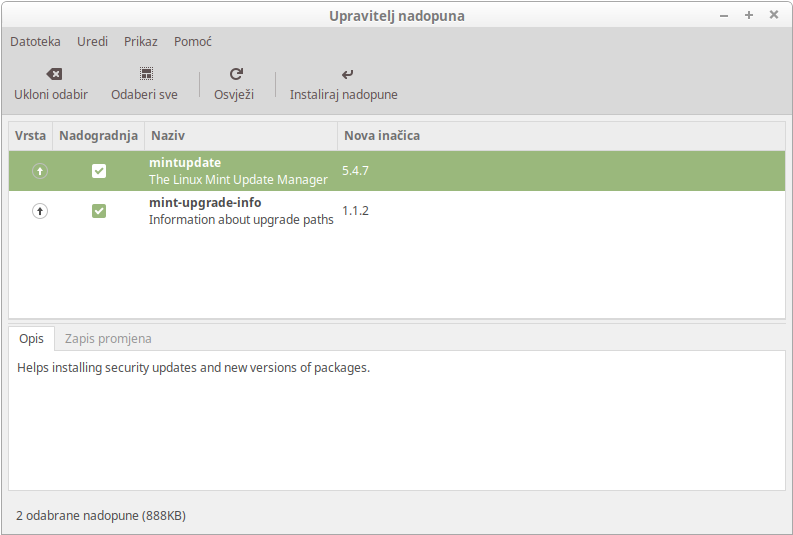 Upravitelj nadopuna
Datoteka Uredi Prikaz Pomoć
Ukloni odabir Odaberi sve Osvježi Instaliraj nadopune
Vrsta Nadogradnja Naziv Nova inačica
mintupdate
The Linux Mint Update Manager 5.4.7
mint-upgrade-info
Information about upgrade paths 1.1.2
Opis Zapis promjena
Helps installing security updates and new versions of packages.
2 odabrane nadopune (888KB)